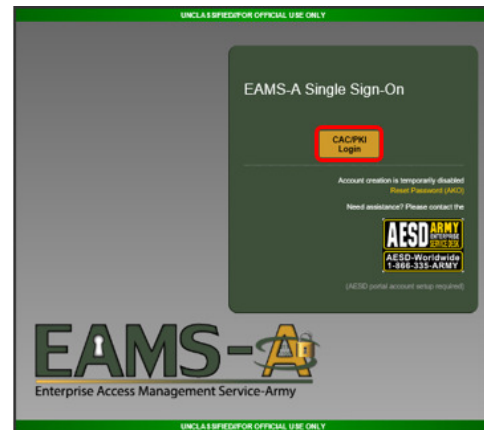 UNCLASSIFIED//FOR OFFICIAL USE ONLY
EAMS-A Single Sign-On
CAC/PKI
Login
Account creation is temporarily disabled
Reset Password (AKO)
Need assistance? Please contact the
AESD ARMY
ENTERPRISE
SERVICE DESK
AESD-Worldwide
1-866-335-ARMY
(AESD portal account setup required)
EAMS-A
Enterprise Access Management Service-Army
UNCLASSIFIED//FOR OFFICIAL USE ONLY